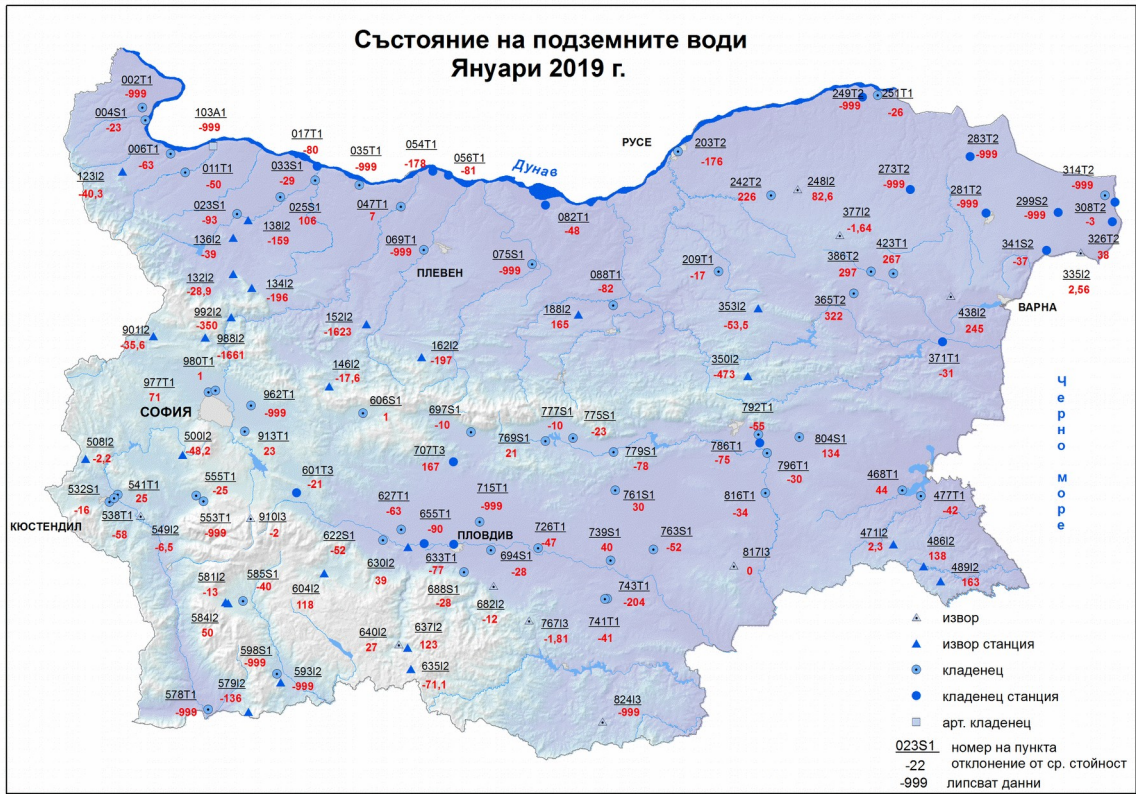 Състояние на подземните води
Януари 2019 г.
002T1
-999
004S1
-23
103A1
-999
006T1
-63
011T1
-50
123I2
-40,3
017T1
-80
033S1
-29
035T1
-999
054T1
-178
056T1
-81
Дунав
РУСЕ
203T2
-176
249T2
-999
251T1
-26
283T2
-999
314T2
-999
023S1
-93
025S1
106
138I2
-159
136I2
-39
047T1
7
082T1
-48
242T2
226
248I2
82,6
273T2
-999
281T2
-999
299S2
-999
308T2
-3
377I2
-1,64
326T2
38
069T1
-999
ПЛЕВЕН
075S1
-999
209T1
-17
386T2
297
423T1
267
341S2
-37
335I2
2,56
132I2
-28,9
134I2
-196
088T1
-82
365T2
322
ВАРНА
992I2
-350
152I2
-1623
188I2
165
353I2
-53,5
438I2
245
901I2
-35,6
988I2
-1661
162I2
-197
350I2
-473
371T1
-31
980T1
1
977T1
71
146I2
-17,6
СОФИЯ
962T1
-999
606S1
1
697S1
-10
777S1
-10
775S1
-23
792T1
-55
Черно море
508I2
-2,2
500I2
-48,2
913T1
23
707T3
167
769S1
21
779S1
-78
786T1
-75
804S1
134
796T1
-30
532S1
-16
541T1
25
555T1
-25
601T3
-21
627T1
-63
715T1
-999
761S1
30
816T1
-34
468T1
44
477T1
-42
КЮСТЕНДИЛ
538T1
-58
549I2
-6,5
553T1
-999
910I3
-2
622S1
-52
655T1
-90
ПЛОВДИВ
726T1
-47
739S1
40
763S1
-52
471I2
2,3
486I2
138
489I2
163
581I2
-13
585S1
-40
604I2
118
630I2
39
633T1
-77
694S1
-28
688S1
-28
682I2
-12
817I3
0
743T1
-204
741T1
-41
584I2
50
640I2
27
637I2
123
767I3
-1,81
598S1
-999
593I2
-999
635I2
-71,1
579I2
-136
578T1
-999
824I3
-999
извор
извор станция
кладенец
кладенец станция
арт. кладенец
023S1 номер на пункта
-22 отклонение от ср. стойност
-999 липсват данни